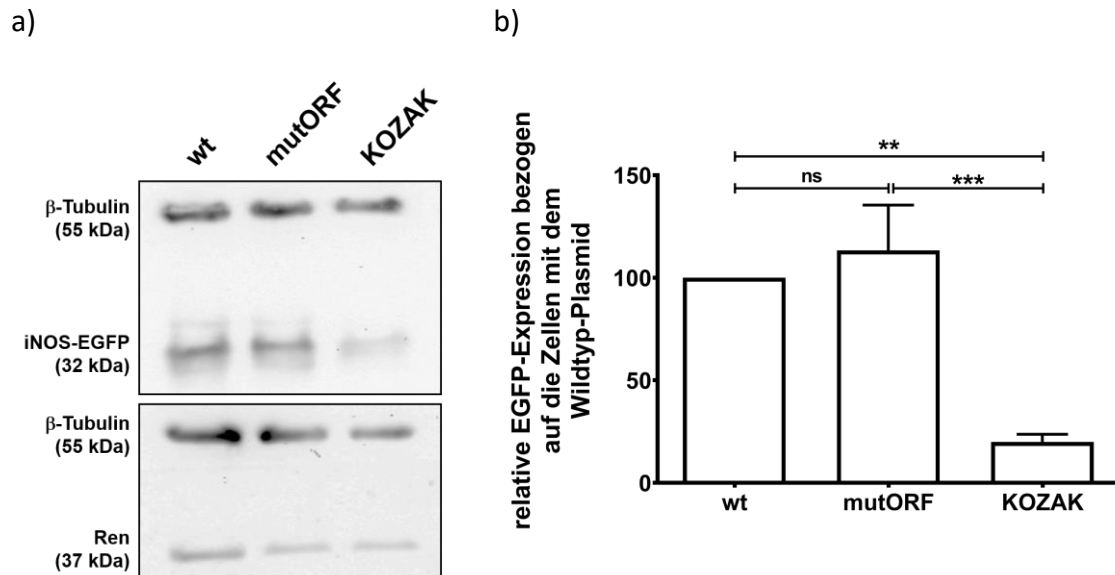 a)
wt
mutORF
KOZAK
β-Tubulin
(55 kDa)
iNOS-EGFP
(32 kDa)
β-Tubulin
(55 kDa)
Ren
(37 kDa)
b)
relative EGFP-Expression bezogen
auf die Zellen mit dem
Wildtyp-Plasmid
**
ns
***
150
100
50
0
wt
mutORF
KOZAK